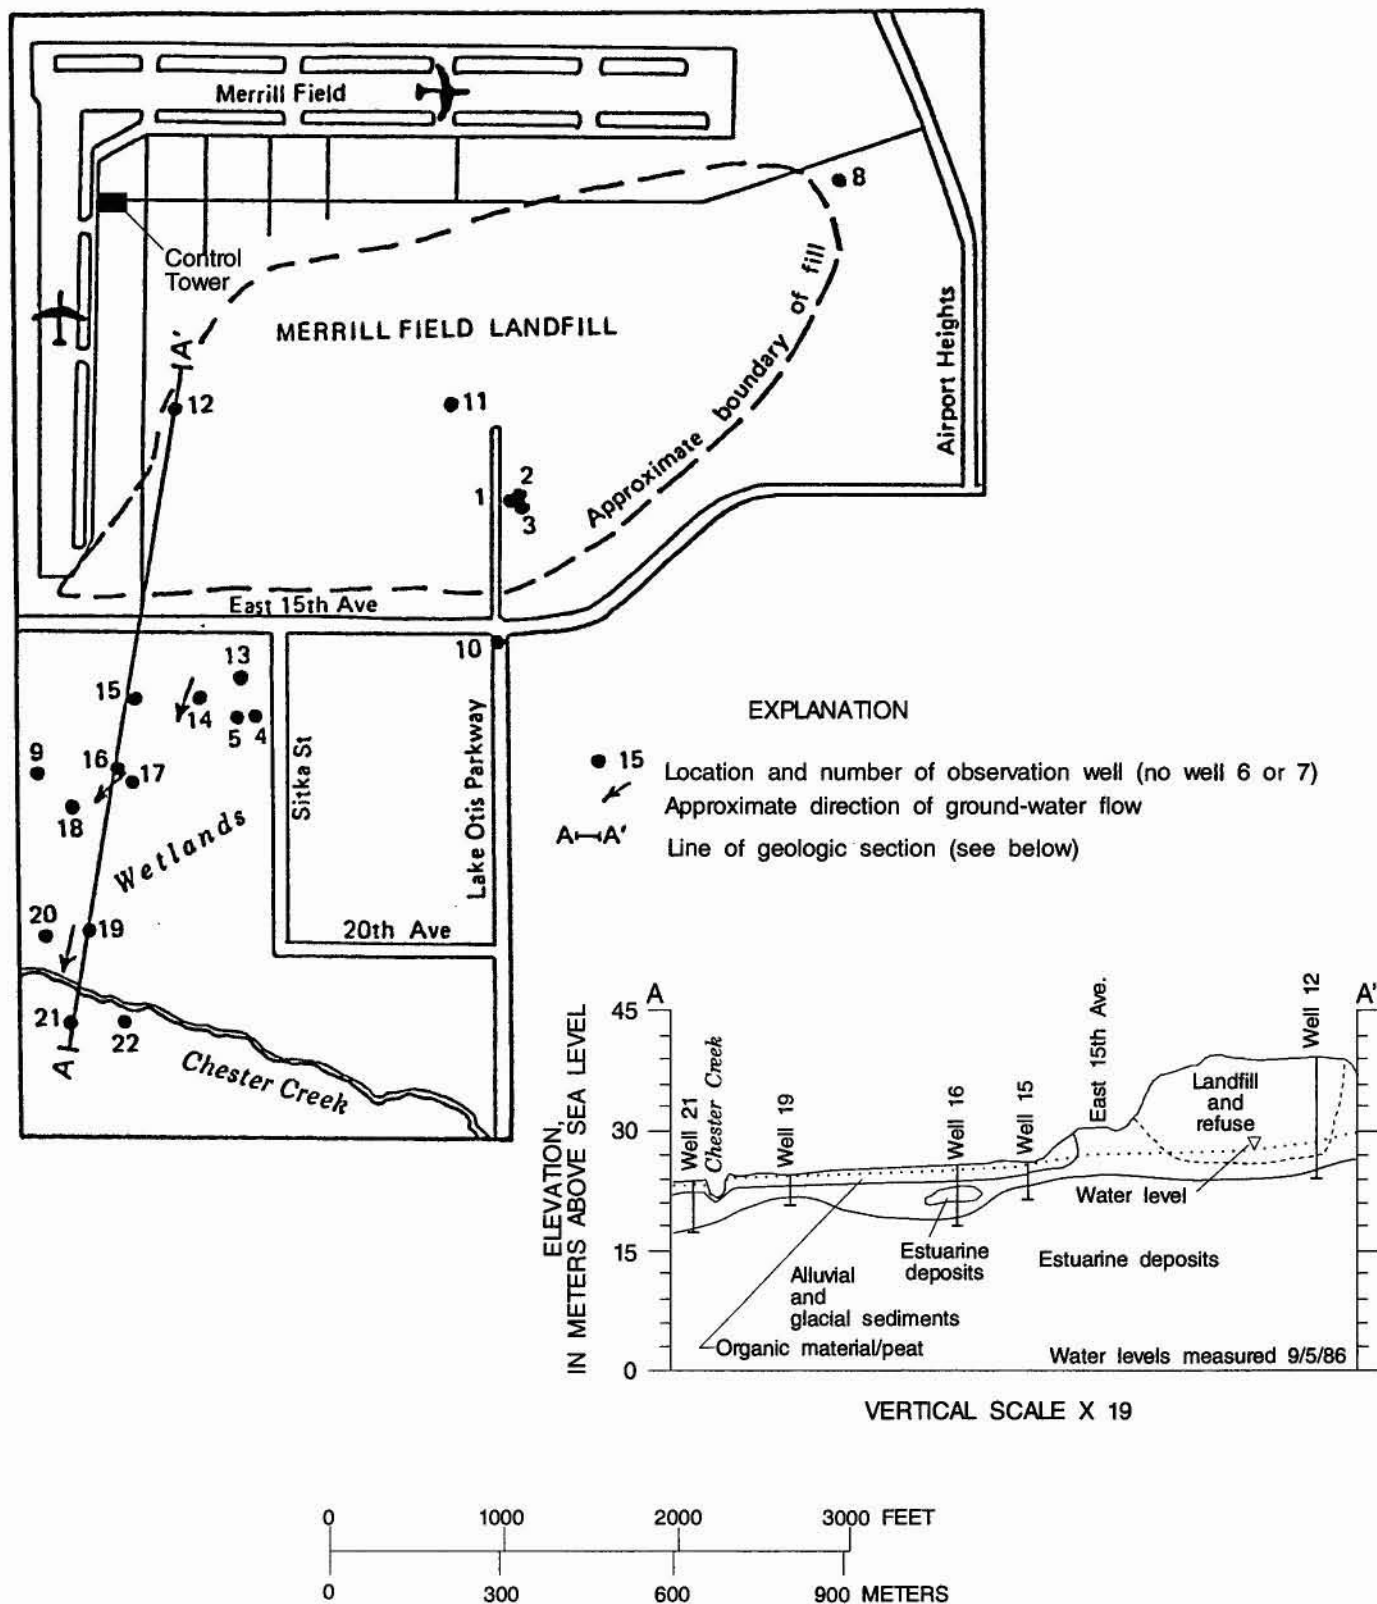 Merrill Field
8
Control
Tower
MERRILL FIELD LANDFILL
A'
12
11
Approximate boundary of fill
Airport Heights
2
1
3
East 15th Ave
10
13
15
14
5 4
9
16
17
18
Wetlands
Sitka St
Lake Otis Parkway
20
19
20th Ave
21
22
A
Chester Creek
EXPLANATION
15 Location and number of observation well (no well 6 or 7)
Approximate direction of ground-water flow
A A' Line of geologic section (see below)
A A'
45
30
15
0
ELEVATION,
IN METERS ABOVE SEA LEVEL
Well 21
Chester Creek
Well 19
Well 16
Well 15
East 15th Ave.
Well 12
Landfill
and
refuse
Water level
Estuarine
deposits
Estuarine deposits
Alluvial
and
glacial sediments
Organic material/peat
Water levels measured 9/5/86
VERTICAL SCALE X 19
0 1000 2000 3000 FEET
0 300 600 900 METERS